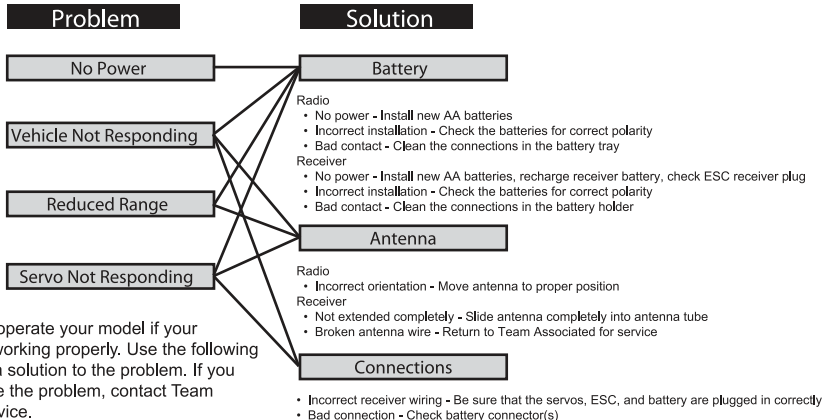 Problem
Solution
No Power
Vehicle Not Responding
Reduced Range
Servo Not Responding
operate your model if your
working properly. Use the following
a solution to the problem. If you
e the problem, contact Team
vice.
Battery
Radio
• No power - Install new AA batteries
• Incorrect installation - Check the batteries for correct polarity
• Bad contact - Clean the connections in the battery tray
Receiver
• No power - Install new AA batteries, recharge receiver battery, check ESC receiver plug
• Incorrect installation - Check the batteries for correct polarity
• Bad contact - Clean the connections in the battery holder
Antenna
Radio
• Incorrect orientation - Move antenna to proper position
Receiver
• Not extended completely - Slide antenna completely into antenna tube
• Broken antenna wire - Return to Team Associated for service
Connections
• Incorrect receiver wiring - Be sure that the servos, ESC, and battery are plugged in correctly
• Bad connection - Check battery connector(s)